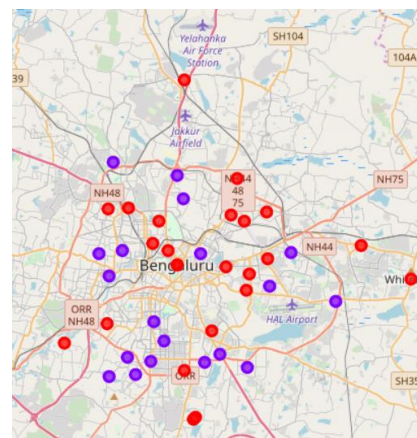 Yelahanka
Air Force
Station
SH104
104A
39
Jakkur
Airfield
NH48
48
75
NH75
NH44
Bengaluru
Whi
ORR
NH48
HAL Airport
ORR
SH35